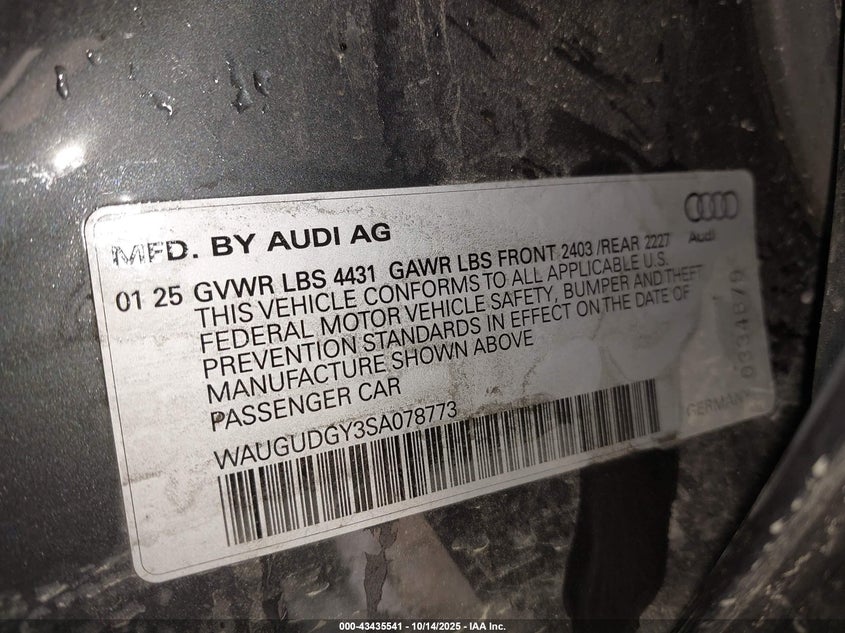 MFD. BY AUDI AG
Audi
01 25 GVWR LBS 4431 GAWR LBS FRONT 2403 /REAR 2227
THIS VEHICLE CONFORMS TO ALL APPLICABLE U.S.
FEDERAL MOTOR VEHICLE SAFETY, BUMPER AND THEFT
PREVENTION STANDARDS IN EFFECT ON THE DATE OF
MANUFACTURE SHOWN ABOVE
PASSENGER CAR
WAUGUDGY3SA078773
GERMANY
000-43435541 - 10/14/2025 - IAA Inc.